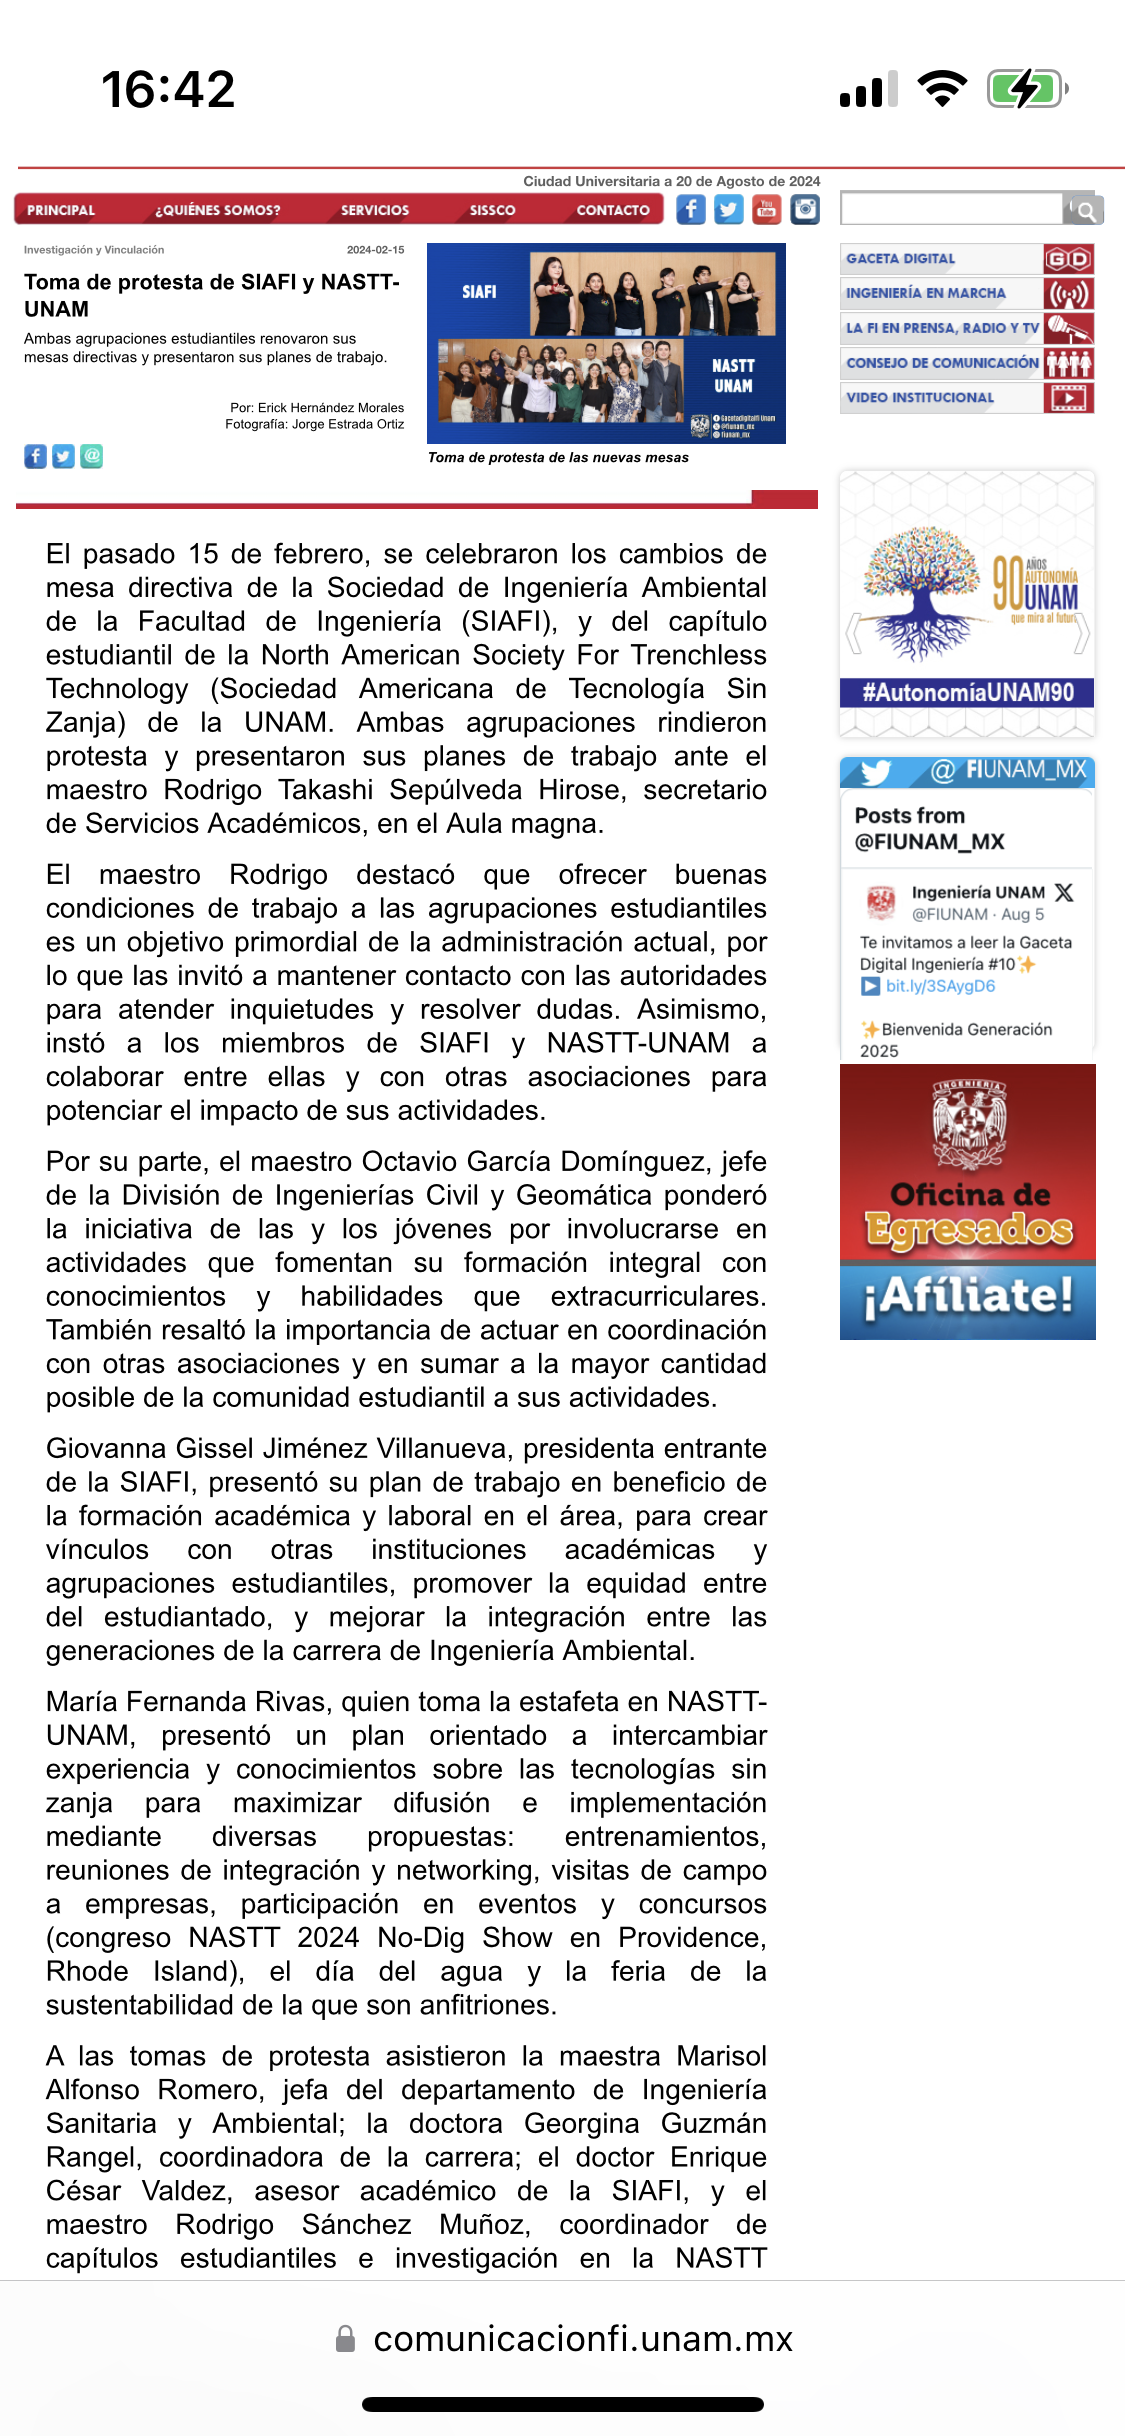 16:42
Ciudad Universitaria a 20 de Agosto de 2024
PRINCIPAL ¿QUIÉNES SOMOS? SERVICIOS SISSCO CONTACTO
Investigación y Vinculación 2024-02-15
Toma de protesta de SIAFI y NASTT-
UNAM
Ambas agrupaciones estudiantiles renovaron sus
mesas directivas y presentaron sus planes de trabajo.
Por: Erick Hernández Morales
Fotografía: Jorge Estrada Ortiz
SIAFI
NASTT
UNAM
Gacetadigitalfi Unam
@fiunam_mx
fiunam_mx
Toma de protesta de las nuevas mesas
El pasado 15 de febrero, se celebraron los cambios de
mesa directiva de la Sociedad de Ingeniería Ambiental
de la Facultad de Ingeniería (SIAFI), y del capítulo
estudiantil de la North American Society For Trenchless
Technology (Sociedad Americana de Tecnología Sin
Zanja) de la UNAM. Ambas agrupaciones rindieron
protesta y presentaron sus planes de trabajo ante el
maestro Rodrigo Takashi Sepúlveda Hirose, secretario
de Servicios Académicos, en el Aula magna.
El maestro Rodrigo destacó que ofrecer buenas
condiciones de trabajo a las agrupaciones estudiantiles
es un objetivo primordial de la administración actual, por
lo que las invitó a mantener contacto con las autoridades
para atender inquietudes y resolver dudas. Asimismo,
instó a los miembros de SIAFI y NASTT-UNAM a
colaborar entre ellas y con otras asociaciones para
potenciar el impacto de sus actividades.
Por su parte, el maestro Octavio García Domínguez, jefe
de la División de Ingenierías Civil y Geomática ponderó
la iniciativa de las y los jóvenes por involucrarse en
actividades que fomentan su formación integral con
conocimientos y habilidades que extracurriculares.
También resaltó la importancia de actuar en coordinación
con otras asociaciones y en sumar a la mayor cantidad
posible de la comunidad estudiantil a sus actividades.
Giovanna Gissel Jiménez Villanueva, presidenta entrante
de la SIAFI, presentó su plan de trabajo en beneficio de
la formación académica y laboral en el área, para crear
vínculos con otras instituciones académicas y
agrupaciones estudiantiles, promover la equidad entre
del estudiantado, y mejorar la integración entre las
generaciones de la carrera de Ingeniería Ambiental.
María Fernanda Rivas, quien toma la estafeta en NASTT-
UNAM, presentó un plan orientado a intercambiar
experiencia y conocimientos sobre las tecnologías sin
zanja para maximizar difusión e implementación
mediante diversas propuestas: entrenamientos,
reuniones de integración y networking, visitas de campo
a empresas, participación en eventos y concursos
(congreso NASTT 2024 No-Dig Show en Providence,
Rhode Island), el día del agua y la feria de la
sustentabilidad de la que son anfitriones.
A las tomas de protesta asistieron la maestra Marisol
Alfonso Romero, jefa del departamento de Ingeniería
Sanitaria y Ambiental; la doctora Georgina Guzmán
Rangel, coordinadora de la carrera; el doctor Enrique
César Valdez, asesor académico de la SIAFI, y el
maestro Rodrigo Sánchez Muñoz, coordinador de
capítulos estudiantiles e investigación en la NASTT
GACETA DIGITAL GD
INGENIERÍA EN MARCHA
LA FI EN PRENSA, RADIO Y TV
CONSEJO DE COMUNICACIÓN
VIDEO INSTITUCIONAL
90 AÑOS
AUTONOMÍA
UNAM
que mira al futuro
#AutonomíaUNAM90
@ FIUNAM_MX
Posts from
@FIUNAM_MX
Ingeniería UNAM
@FIUNAM · Aug 5
Te invitamos a leer la Gaceta
Digital Ingeniería #10✨
▶ bit.ly/3SAygD6
✨Bienvenida Generación
2025
INGENIERIA
Oficina de
Egresados
¡Afíliate!
comunicacionfi.unam.mx